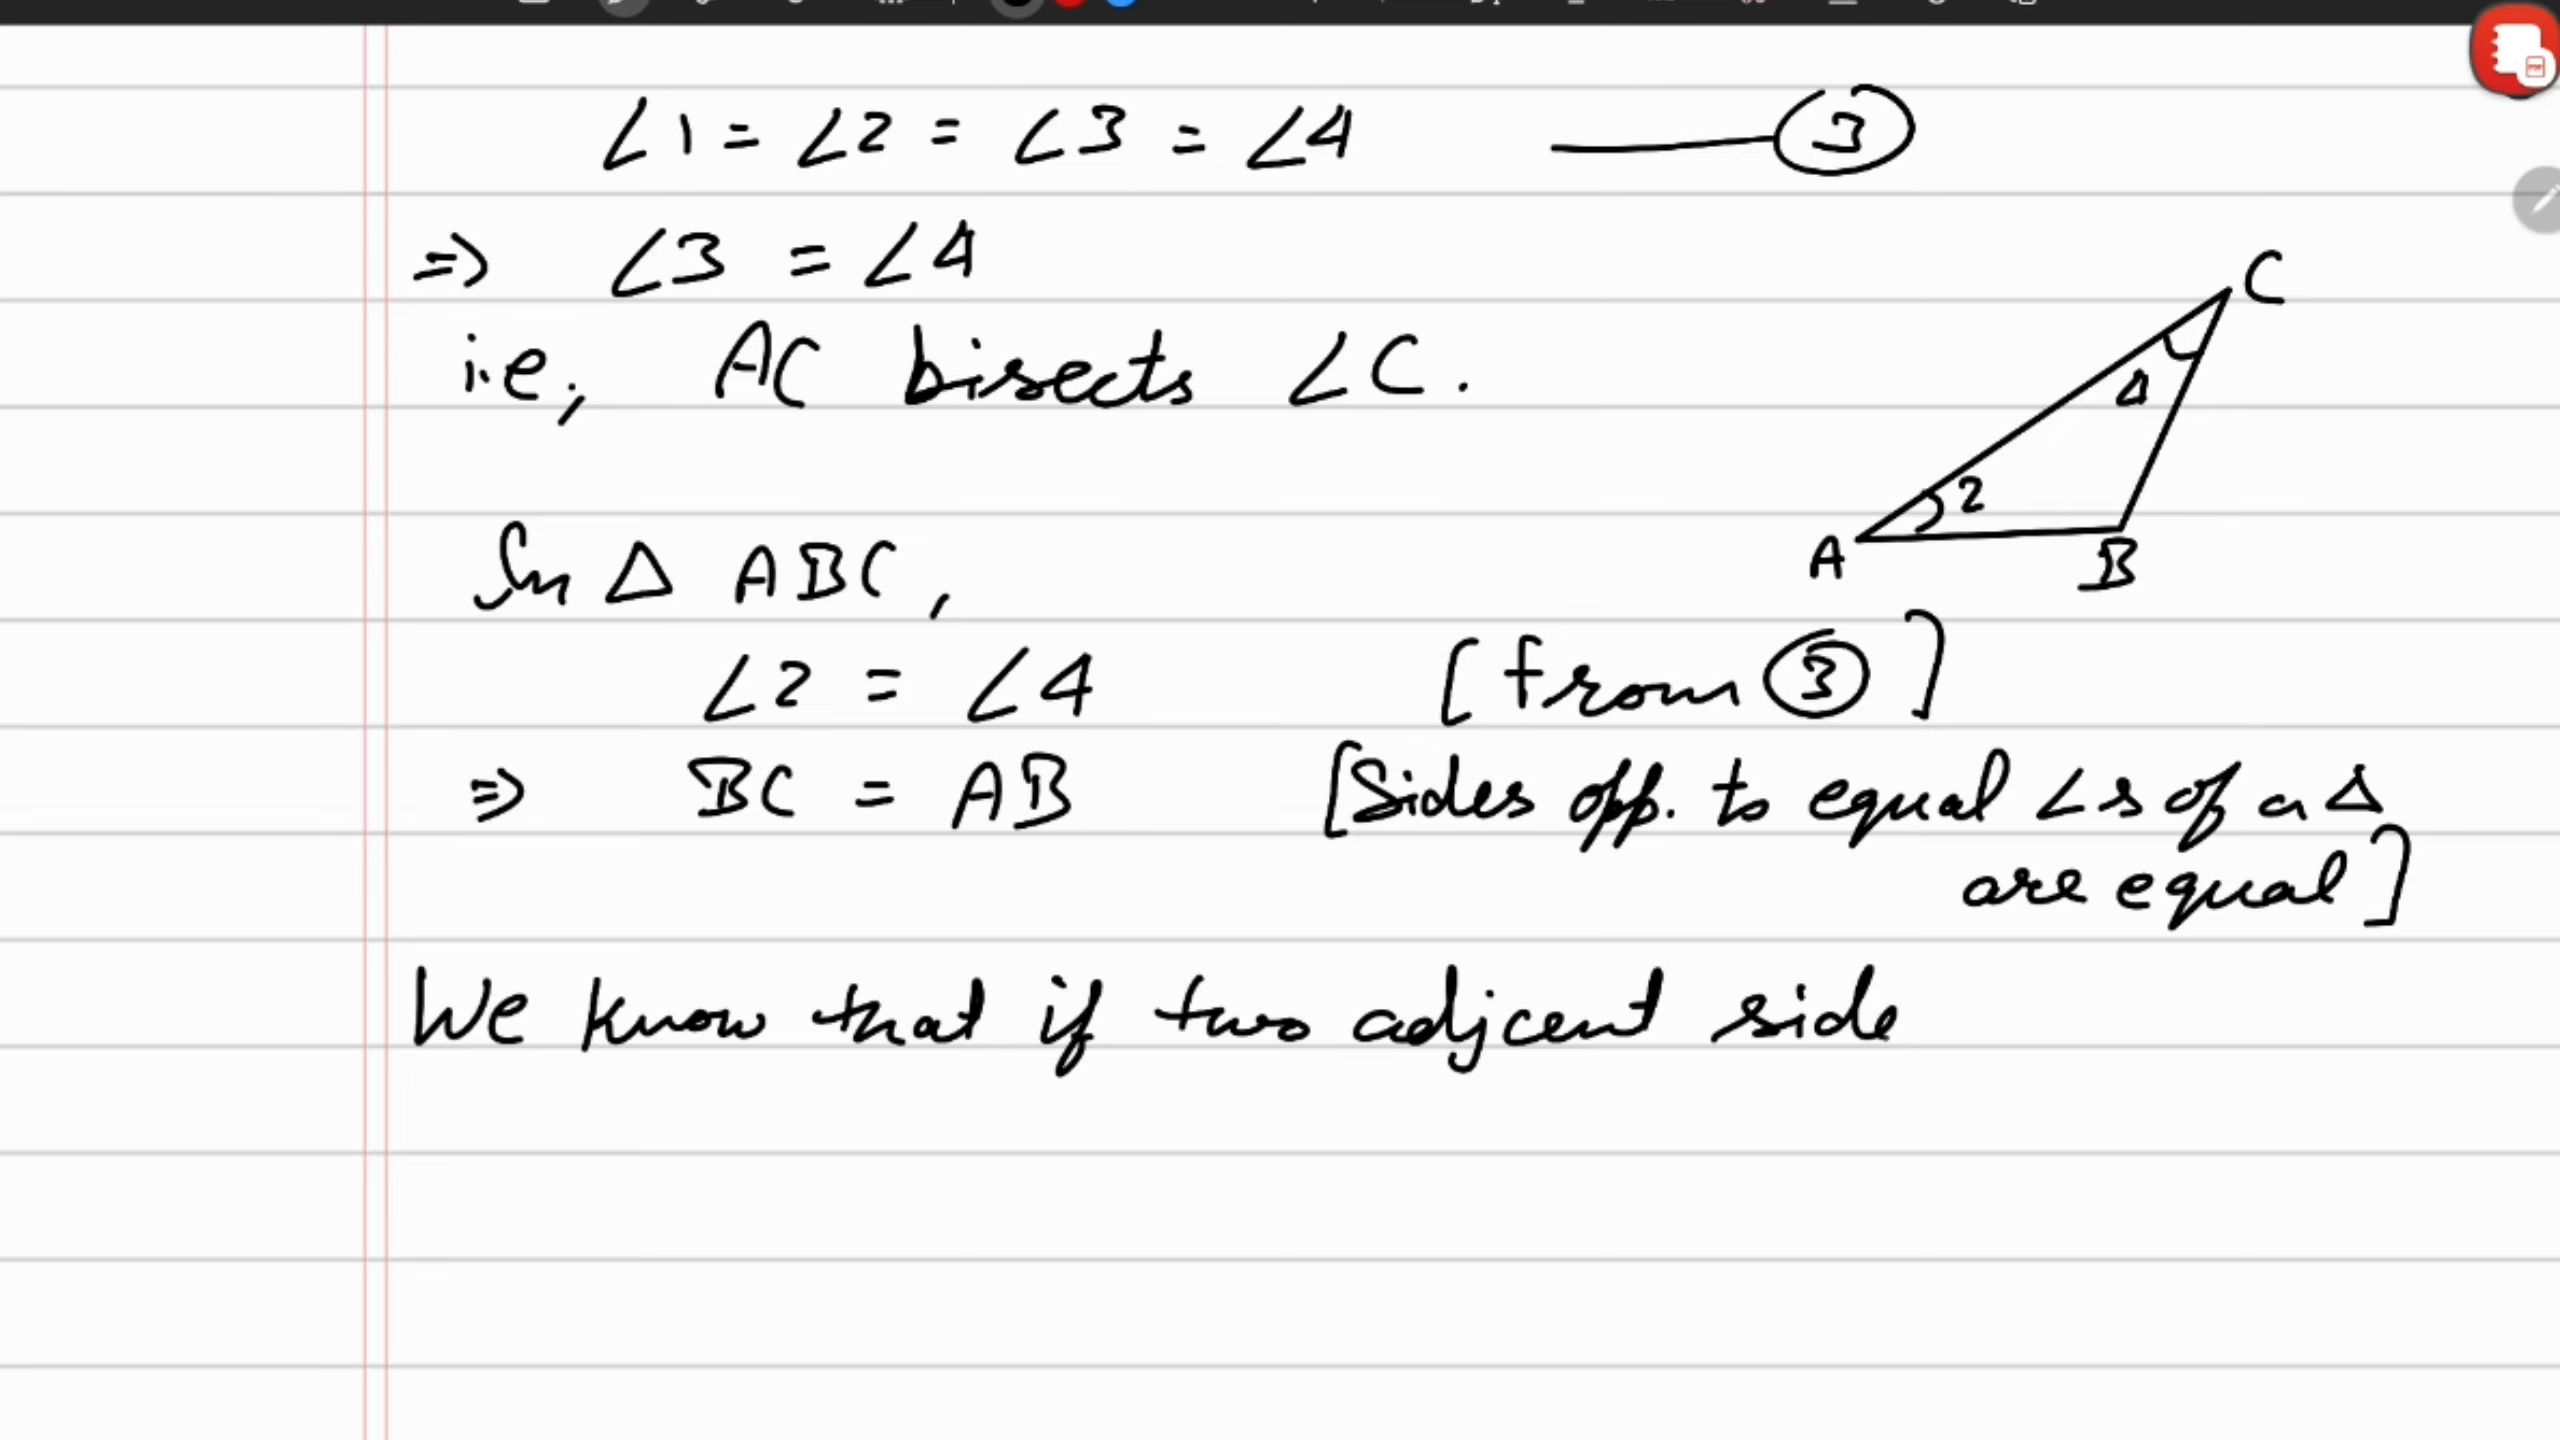 ∠1 = ∠2 = ∠3 = ∠4 —— ③
⇒ ∠3 = ∠4
i.e, AC bisects ∠C.
C
4
2
A
B
In △ ABC,
∠2 = ∠4 [from ③]
⇒ BC = AB [Sides opp. to equal ∠s of a △
are equal]
We know that if two adjcent side